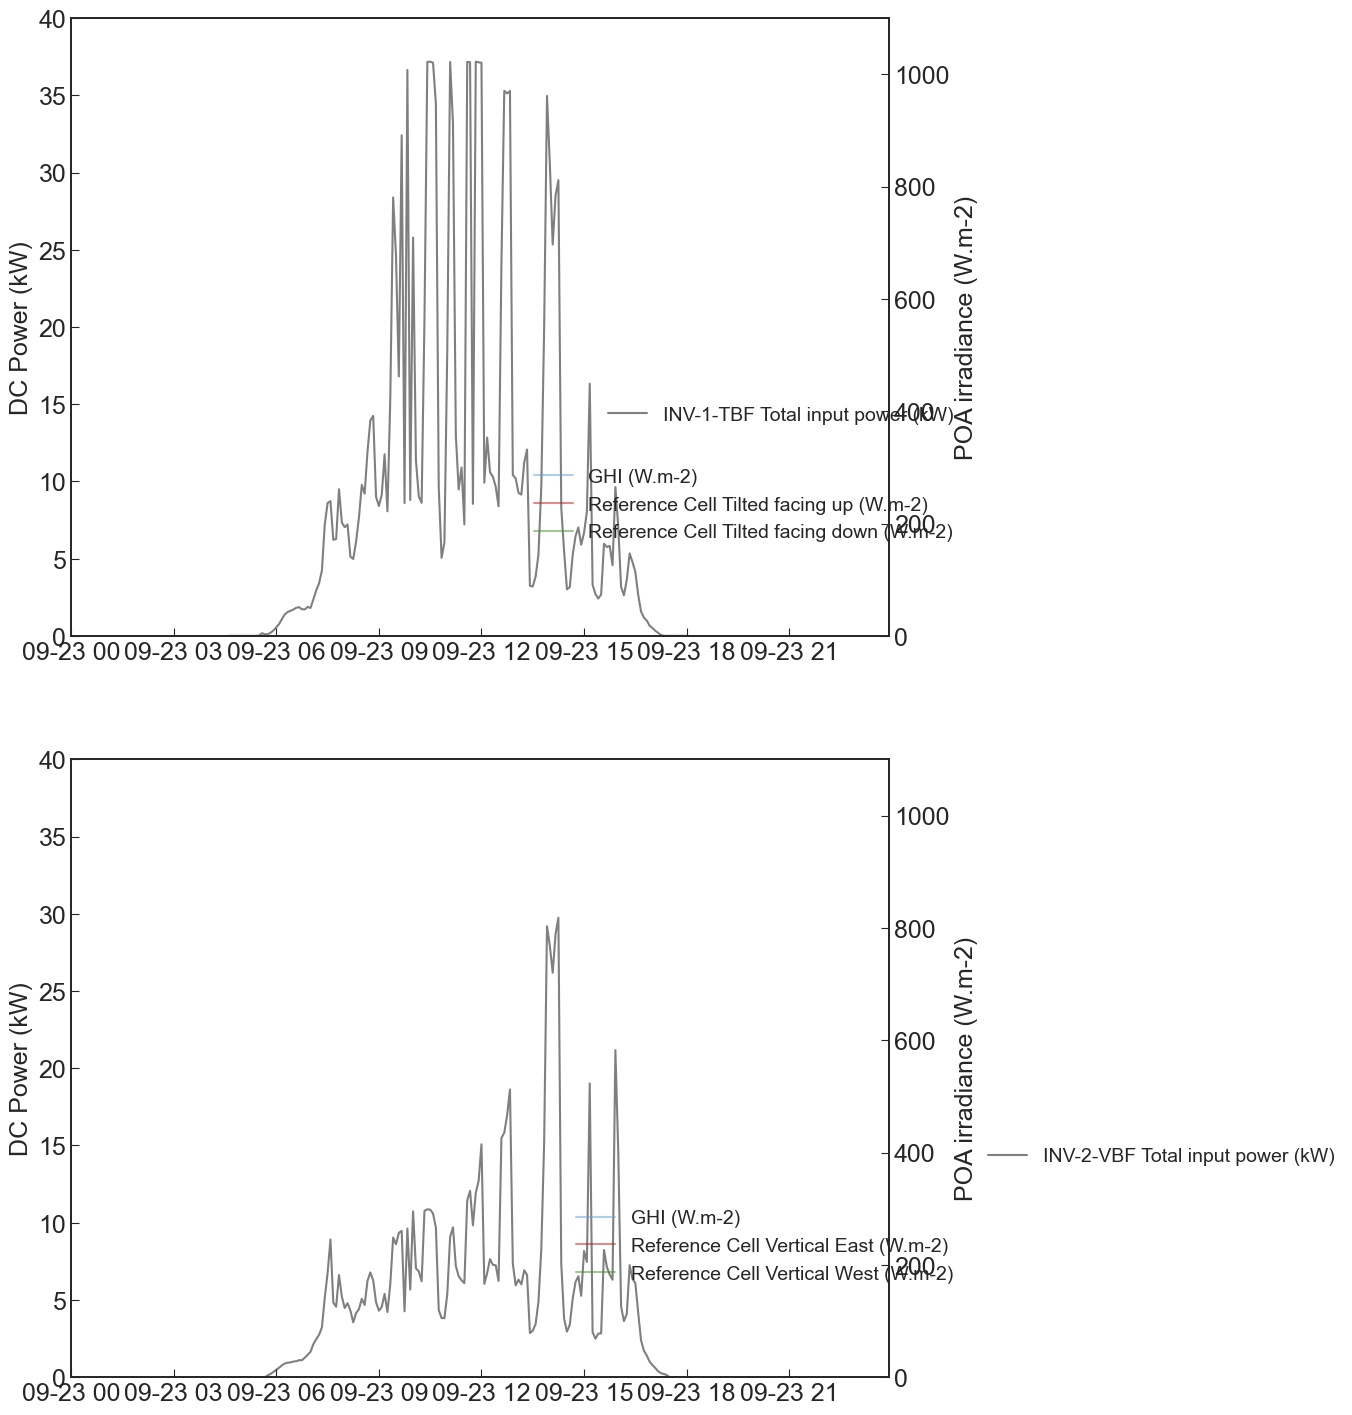 40
35
30
25
20
15
10
5
0
DC Power (kW)
1000
800
600
400
200
0
POA irradiance (W.m-2)
INV-1-TBF Total input power (kW)
GHI (W.m-2)
Reference Cell Tilted facing up (W.m-2)
Reference Cell Tilted facing down (W.m-2)
09-23 00 09-23 03 09-23 06 09-23 09 09-23 12 09-23 15 09-23 18 09-23 21
40
35
30
25
20
15
10
5
0
DC Power (kW)
1000
800
600
400
200
0
POA irradiance (W.m-2)
INV-2-VBF Total input power (kW)
GHI (W.m-2)
Reference Cell Vertical East (W.m-2)
Reference Cell Vertical West (W.m-2)
09-23 00 09-23 03 09-23 06 09-23 09 09-23 12 09-23 15 09-23 18 09-23 21